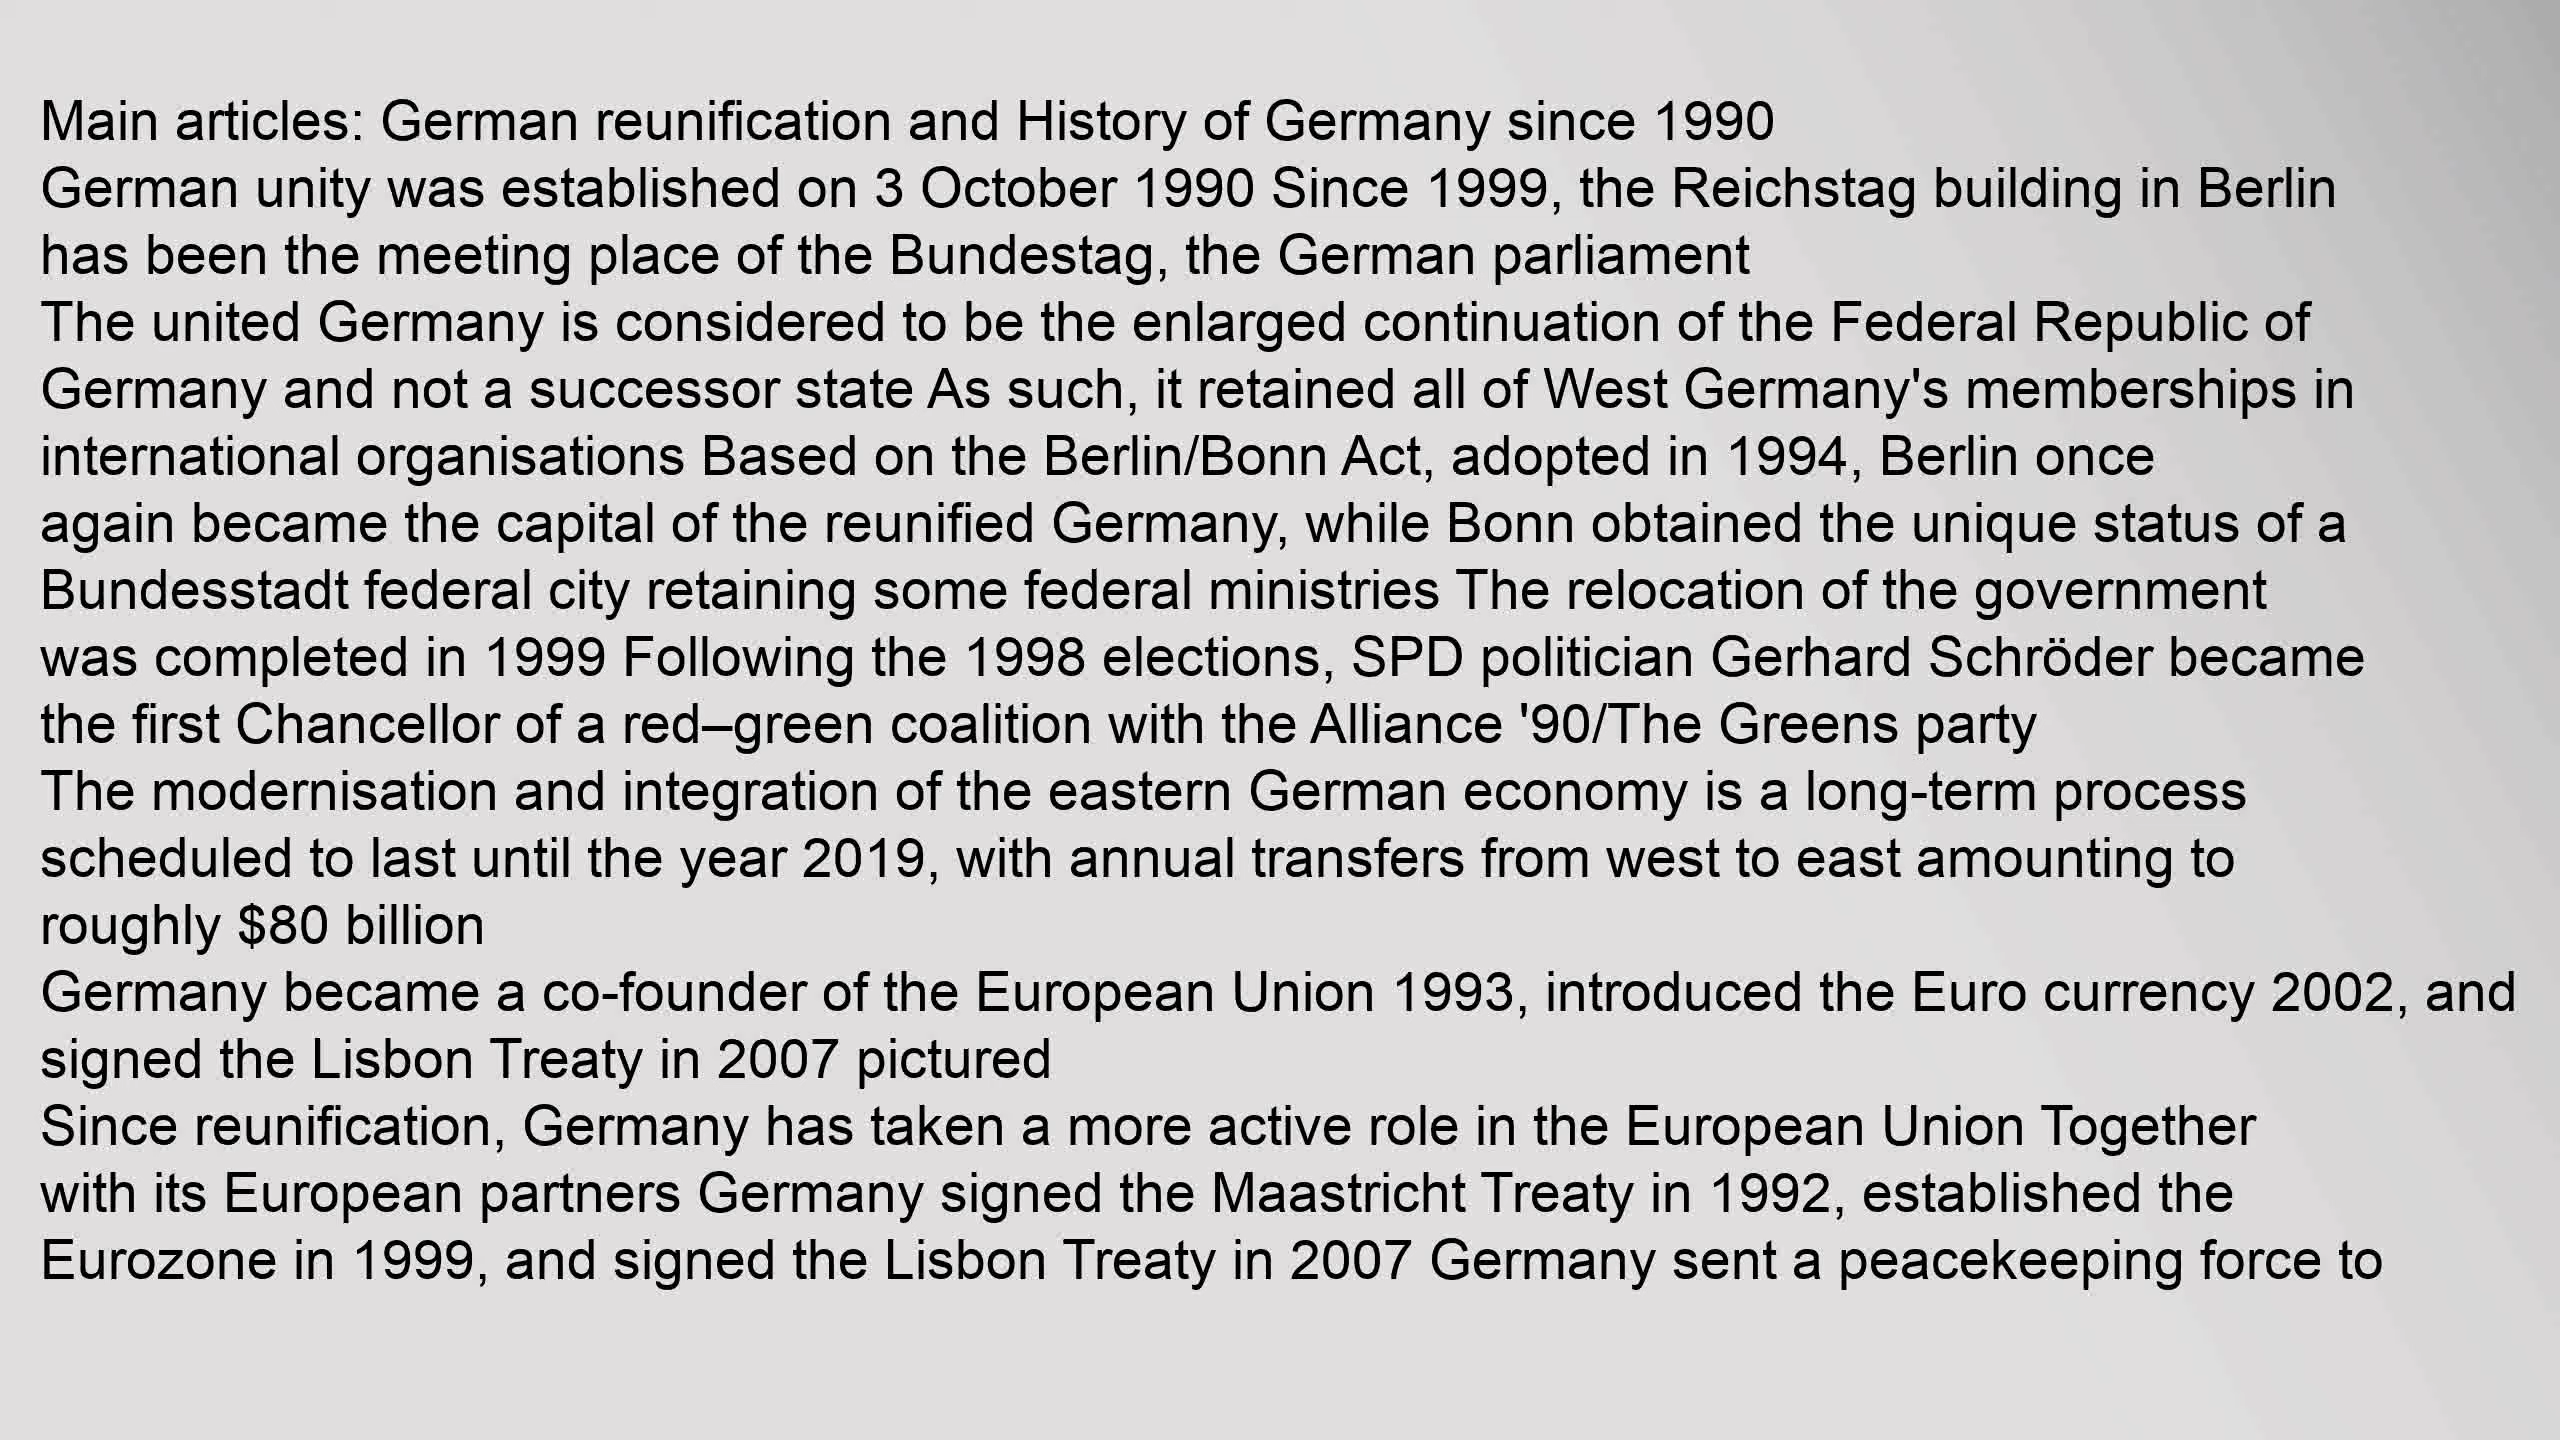 Main articles: German reunification and History of Germany since 1990
German unity was established on 3 October 1990 Since 1999, the Reichstag building in Berlin
has been the meeting place of the Bundestag, the German parliament
The united Germany is considered to be the enlarged continuation of the Federal Republic of
Germany and not a successor state As such, it retained all of West Germany's memberships in
international organisations Based on the Berlin/Bonn Act, adopted in 1994, Berlin once
again became the capital of the reunified Germany, while Bonn obtained the unique status of a
Bundesstadt federal city retaining some federal ministries The relocation of the government
was completed in 1999 Following the 1998 elections, SPD politician Gerhard Schröder became
the first Chancellor of a red–green coalition with the Alliance '90/The Greens party
The modernisation and integration of the eastern German economy is a long-term process
scheduled to last until the year 2019, with annual transfers from west to east amounting to
roughly $80 billion
Germany became a co-founder of the European Union 1993, introduced the Euro currency 2002, and
signed the Lisbon Treaty in 2007 pictured
Since reunification, Germany has taken a more active role in the European Union Together
with its European partners Germany signed the Maastricht Treaty in 1992, established the
Eurozone in 1999, and signed the Lisbon Treaty in 2007 Germany sent a peacekeeping force to